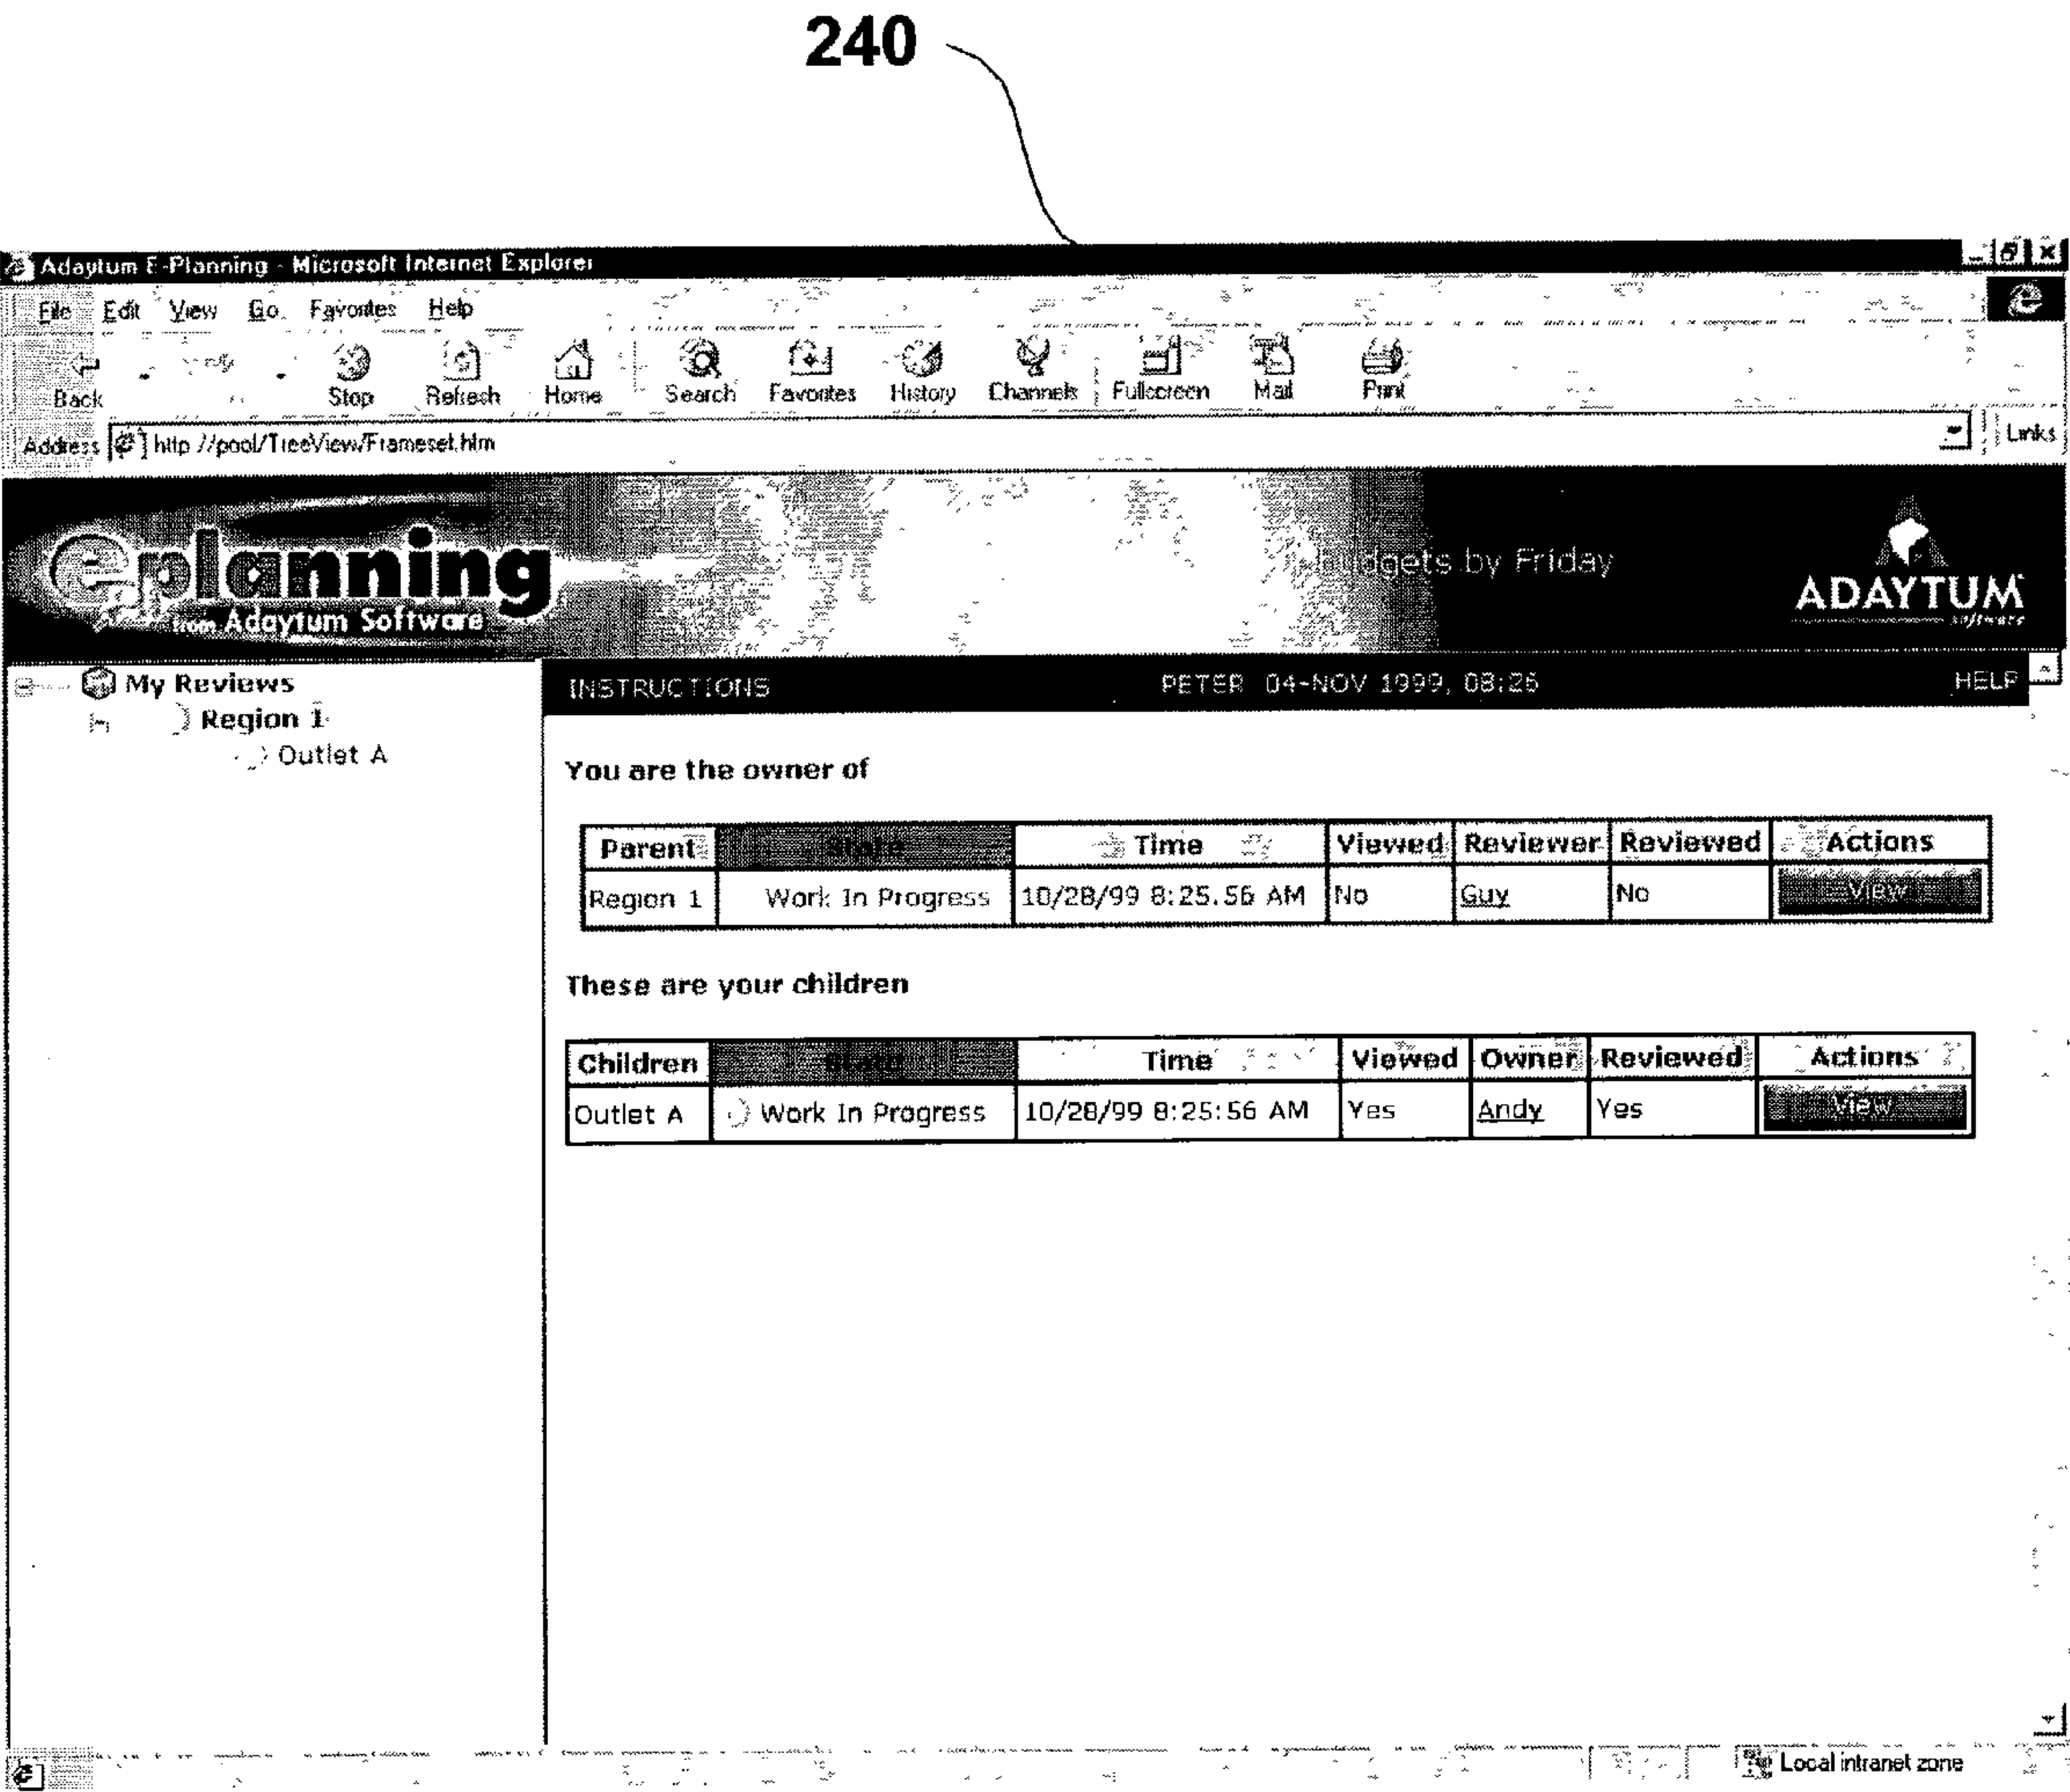 240
Adaytum E-Planning - Microsoft Internet Explorer
File Edit View Go Favorites Help
Back Stop Refresh Home Search Favorites History Channels Fullscreen Mail Print
Address http //pool/TreeView/Frameset.htm Links
eplanning
from Adaytum Software
budgets by Friday
ADAYTUM
software
My Reviews
Region 1
Outlet A
INSTRUCTIONS PETER 04-NOV 1999, 08:26 HELP
You are the owner of
Parent State Time Viewed Reviewer Reviewed Actions
Region 1 Work In Progress 10/28/99 8:25.56 AM No Guy No View
These are your children
Children State Time Viewed Owner Reviewed Actions
Outlet A Work In Progress 10/28/99 8:25:56 AM Yes Andy Yes View
Local intranet zone